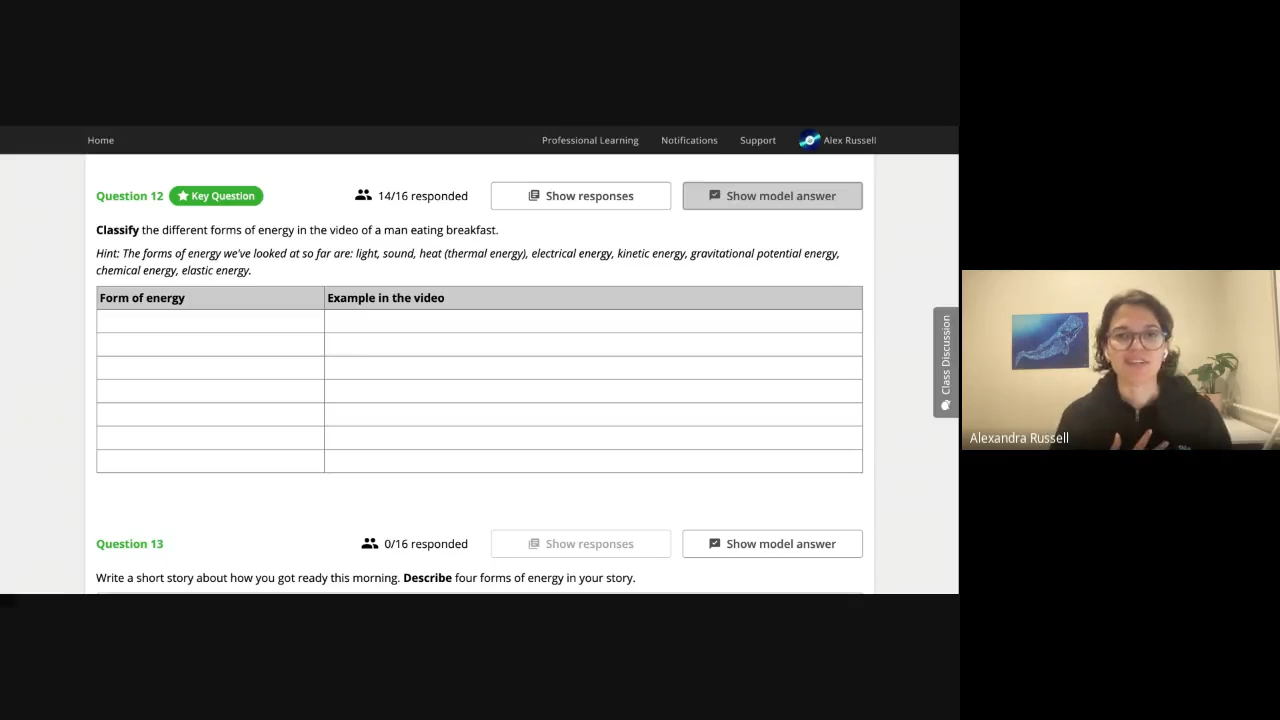 Home
Professional Learning
Notifications
Support
Alex Russell
Question 12
Key Question
14/16 responded
Show responses
Show model answer
Classify the different forms of energy in the video of a man eating breakfast.
Hint: The forms of energy we've looked at so far are: light, sound, heat (thermal energy), electrical energy, kinetic energy, gravitational potential energy,
chemical energy, elastic energy.
Form of energy
Example in the video
Class Discussion
Alexandra Russell
Question 13
0/16 responded
Show responses
Show model answer
Write a short story about how you got ready this morning. Describe four forms of energy in your story.